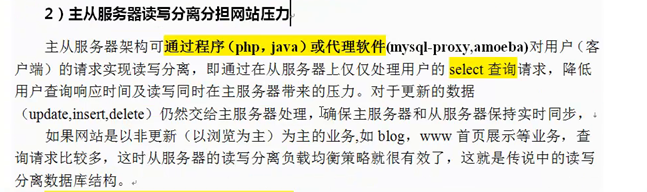 2）主从服务器读写分离分担网站压力
主从服务器架构可通过程序（php，java）或代理软件(mysql-proxy,amoeba)对用户（客
户端）的请求实现读写分离，即通过在从服务器上仅仅处理用户的 select 查询请求，降低
用户查询响应时间及读写同时在主服务器带来的压力。对于更新的数据
（update,insert,delete）仍然交给主服务器处理，确保主服务器和从服务器保持实时同步，
如果网站是以非更新（以浏览为主）为主的业务,如 blog，www 首页展示等业务，查
询请求比较多，这时从服务器的读写分离负载均衡策略就很有效了，这就是传说中的读写
分离数据库结构。